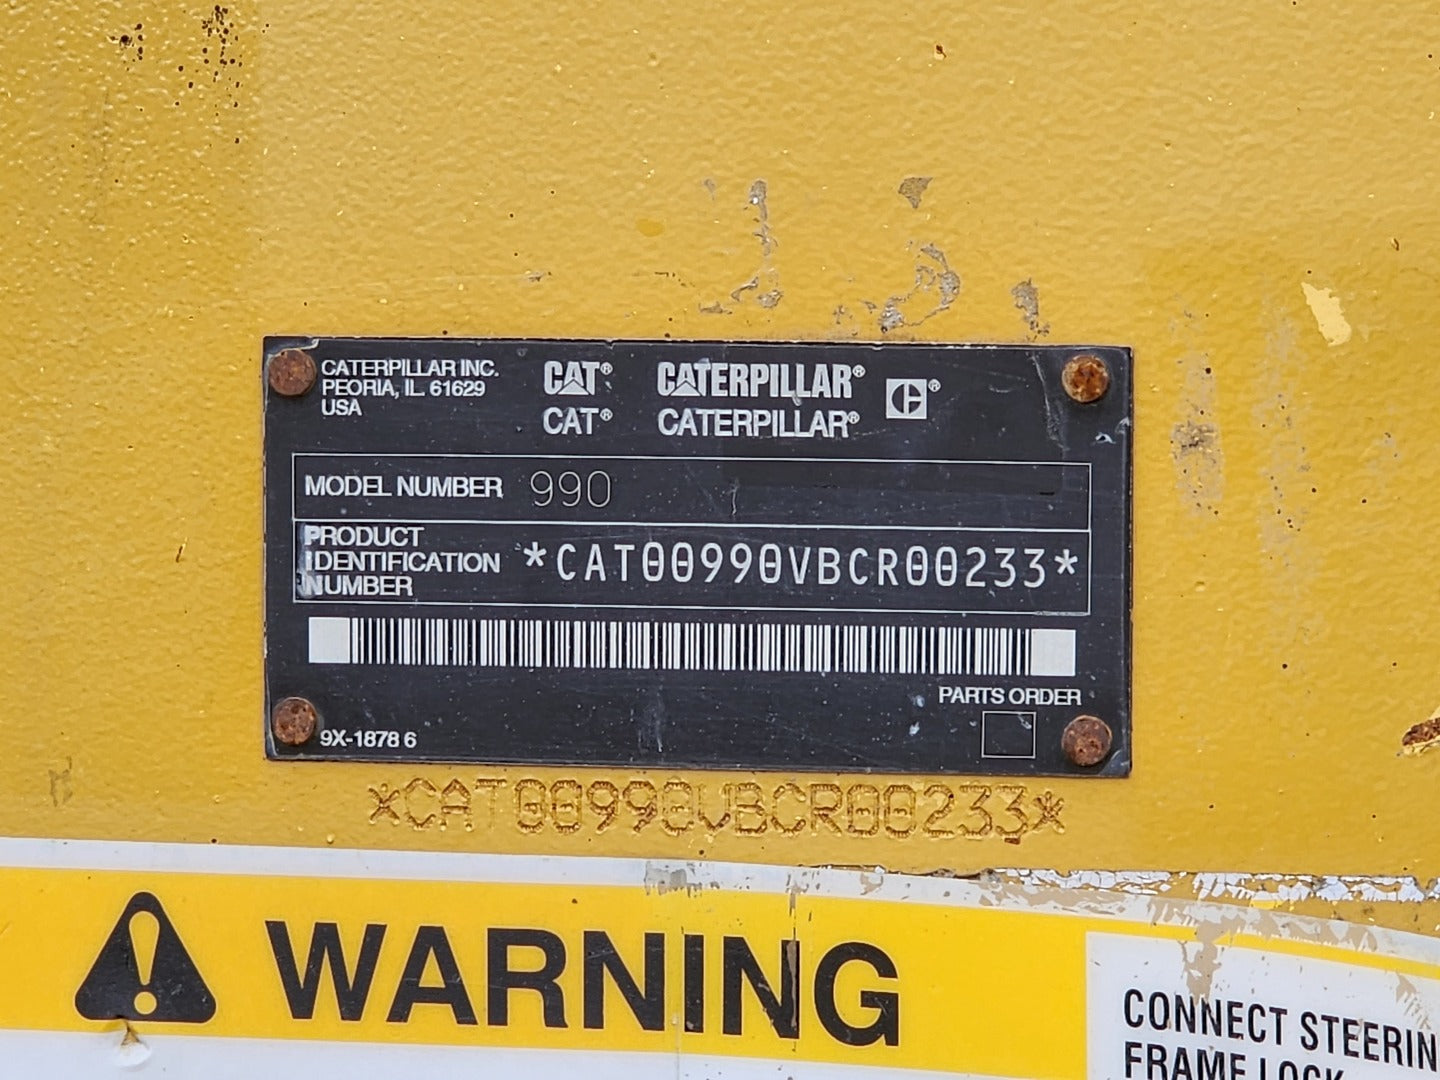 CATERPILLAR INC.
PEORIA, IL 61629
USA
CAT® CATERPILLAR® C®
CAT® CATERPILLAR®
MODEL NUMBER 990
PRODUCT
IDENTIFICATION
NUMBER
*CAT00990VBCR00233*
PARTS ORDER
9X-1878 6
*CAT00990VBCR00233*
WARNING
CONNECT STEERIN
FRAME LOCK